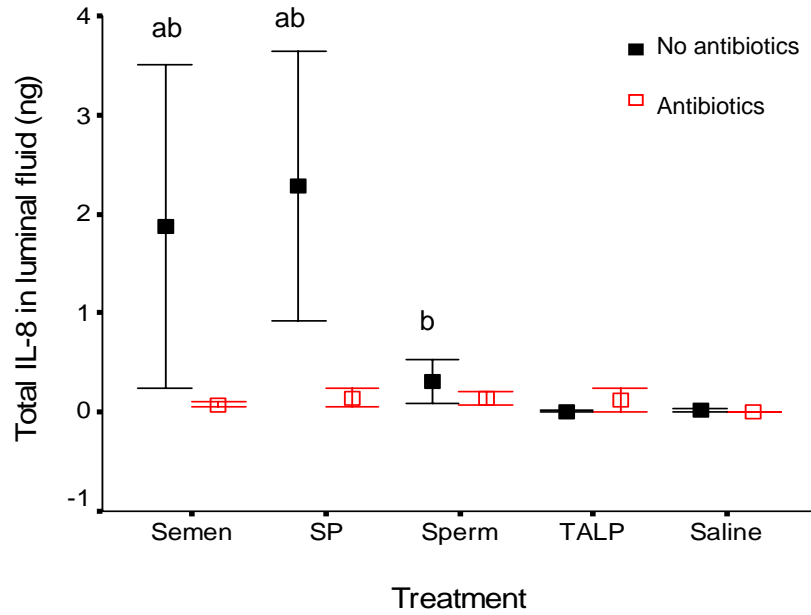 4
ab
ab
No antibiotics
Antibiotics
3
2
1
b
0
-1
Total IL-8 in luminal fluid (ng)
Semen
SP
Sperm
TALP
Saline
Treatment